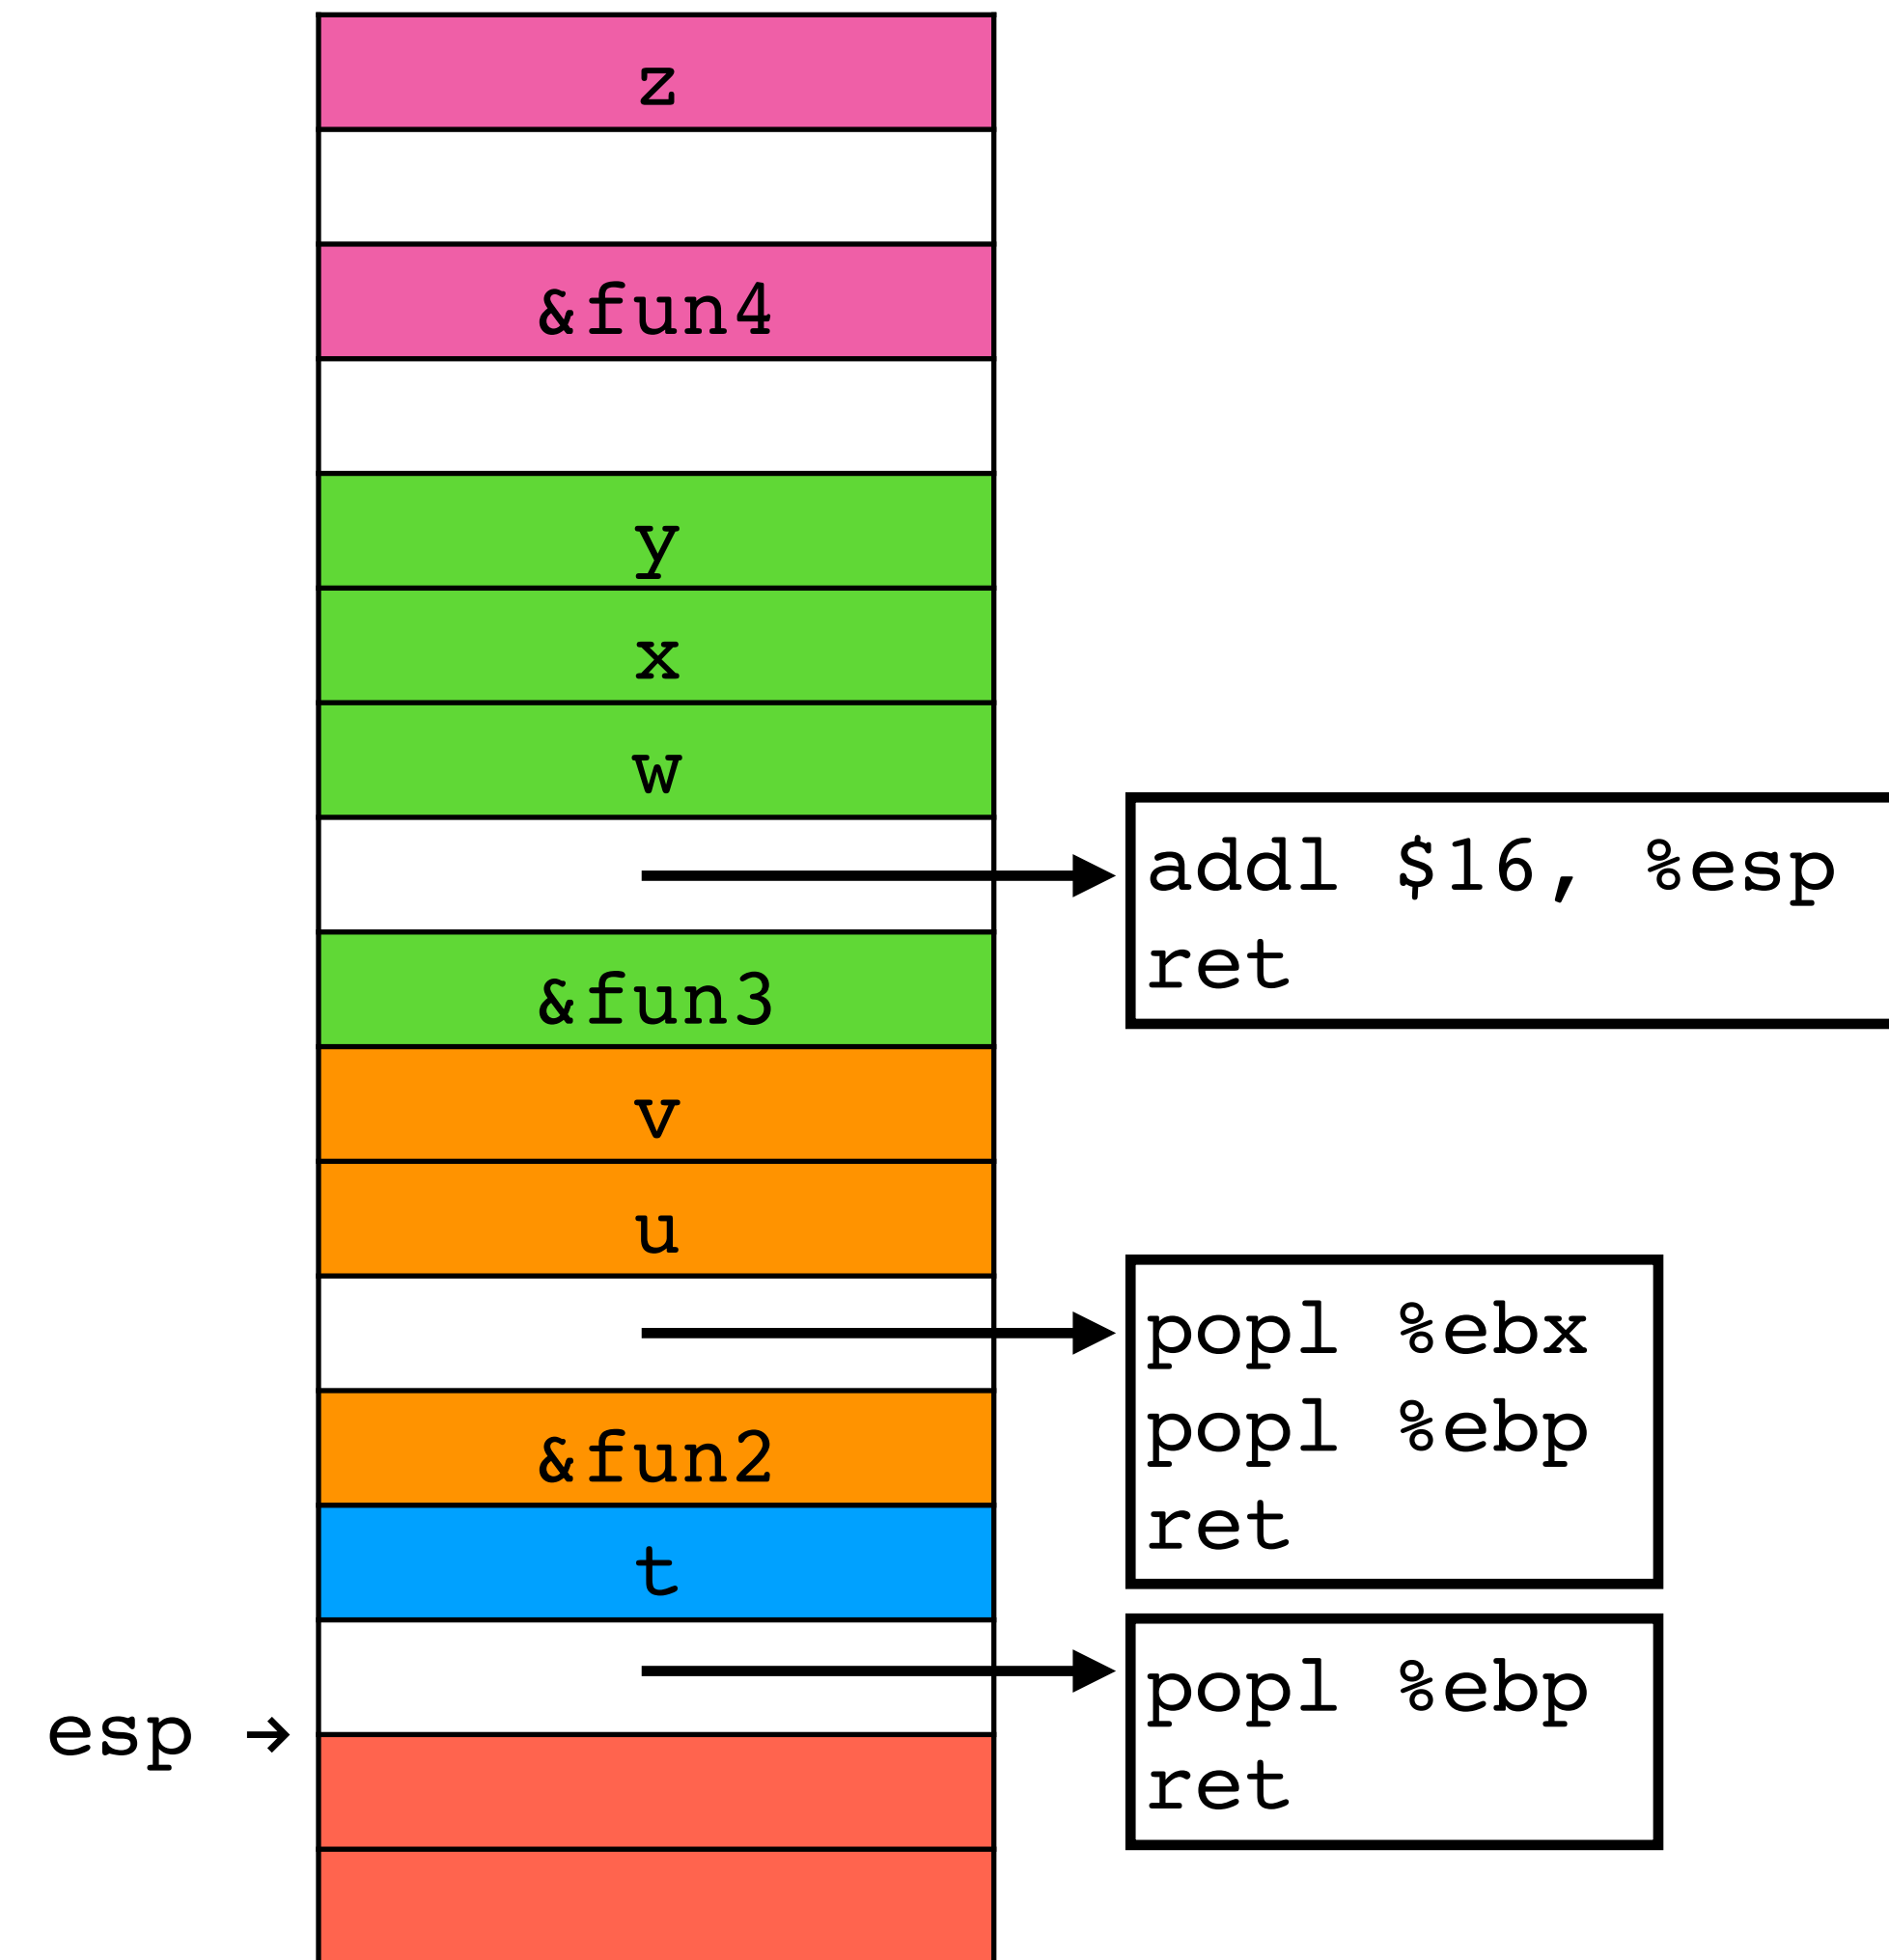 z
&fun4
y
x
w
addl $16, %esp
ret
&fun3
v
u
popl %ebx
popl %ebp
ret
&fun2
t
popl %ebp
ret
esp →